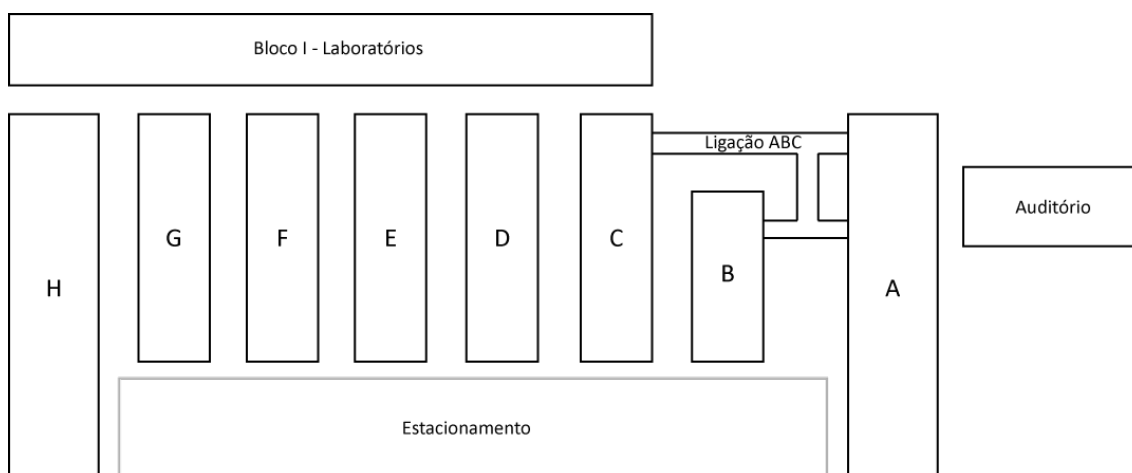 Bloco I - Laboratórios
Ligação ABC
Auditório
G
F
E
D
C
B
H
A
Estacionamento